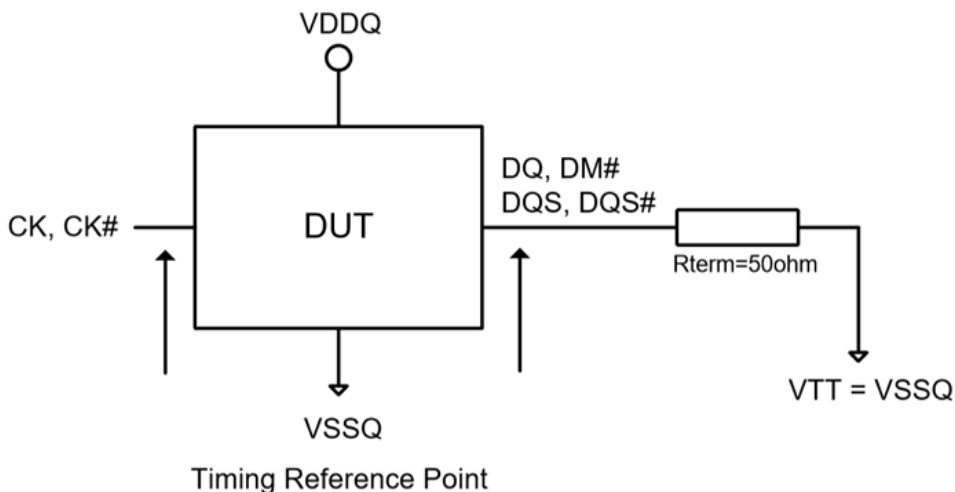 VDDQ
DQ, DM#
DQS, DQS#
CK, CK#
DUT
Rterm=50ohm
VTT = VSSQ
VSSQ
Timing Reference Point